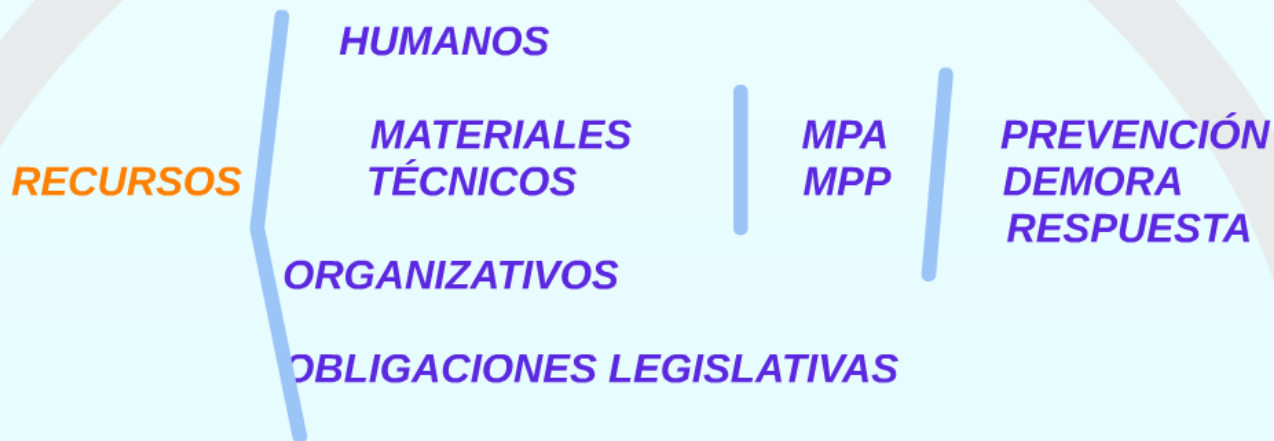 HUMANOS
MATERIALES MPA PREVENCIÓN
RECURSOS TÉCNICOS MPP DEMORA
RESPUESTA
ORGANIZATIVOS
OBLIGACIONES LEGISLATIVAS